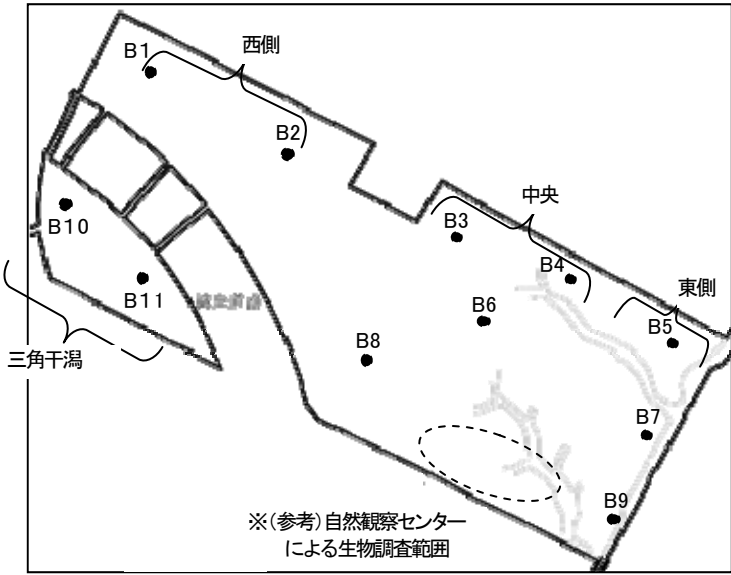 西側
B1
B2
中央
B3
B4
東側
B5
B6
B7
B8
B9
B10
B11
三角干潟
※(参考)自然観察センター
による生物調査範囲